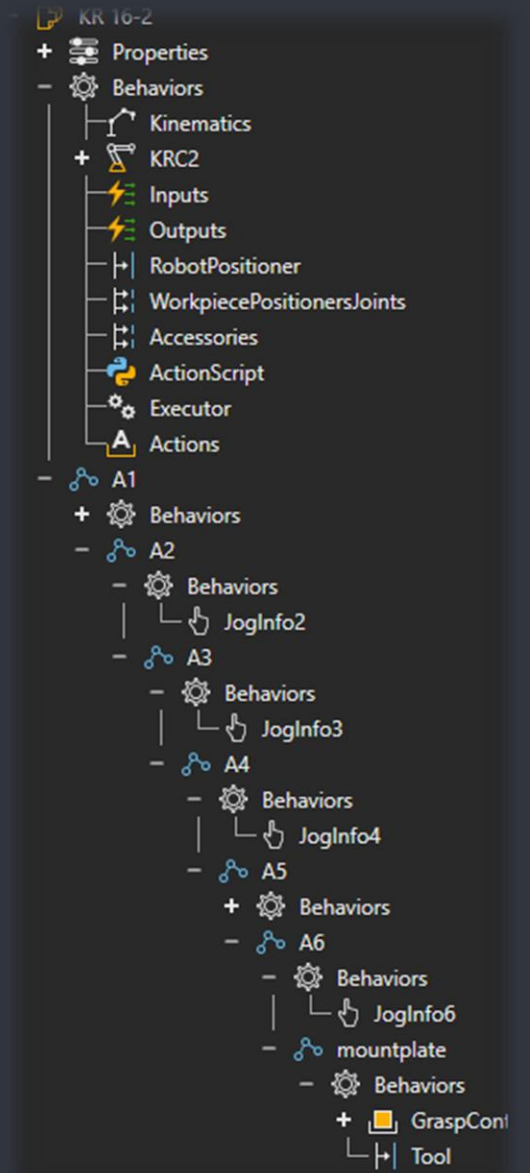 KR 16-2
Properties
Behaviors
Kinematics
KRC2
Inputs
Outputs
RobotPositioner
WorkpiecePositionersJoints
Accessories
ActionScript
Executor
Actions
A1
Behaviors
A2
Behaviors
JogInfo2
A3
Behaviors
JogInfo3
A4
Behaviors
JogInfo4
A5
Behaviors
A6
Behaviors
JogInfo6
mountplate
Behaviors
GraspCont
Tool